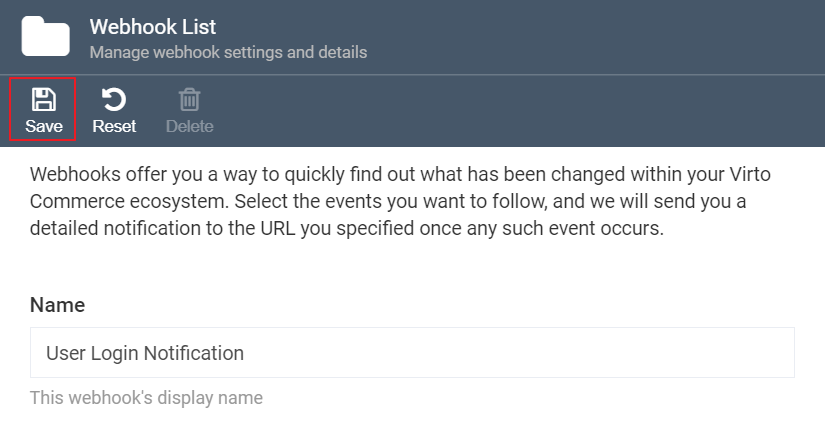 Webhook List
Manage webhook settings and details
Save Reset Delete
Webhooks offer you a way to quickly find out what has been changed within your Virto
Commerce ecosystem. Select the events you want to follow, and we will send you a
detailed notification to the URL you specified once any such event occurs.
Name
User Login Notification
This webhook's display name